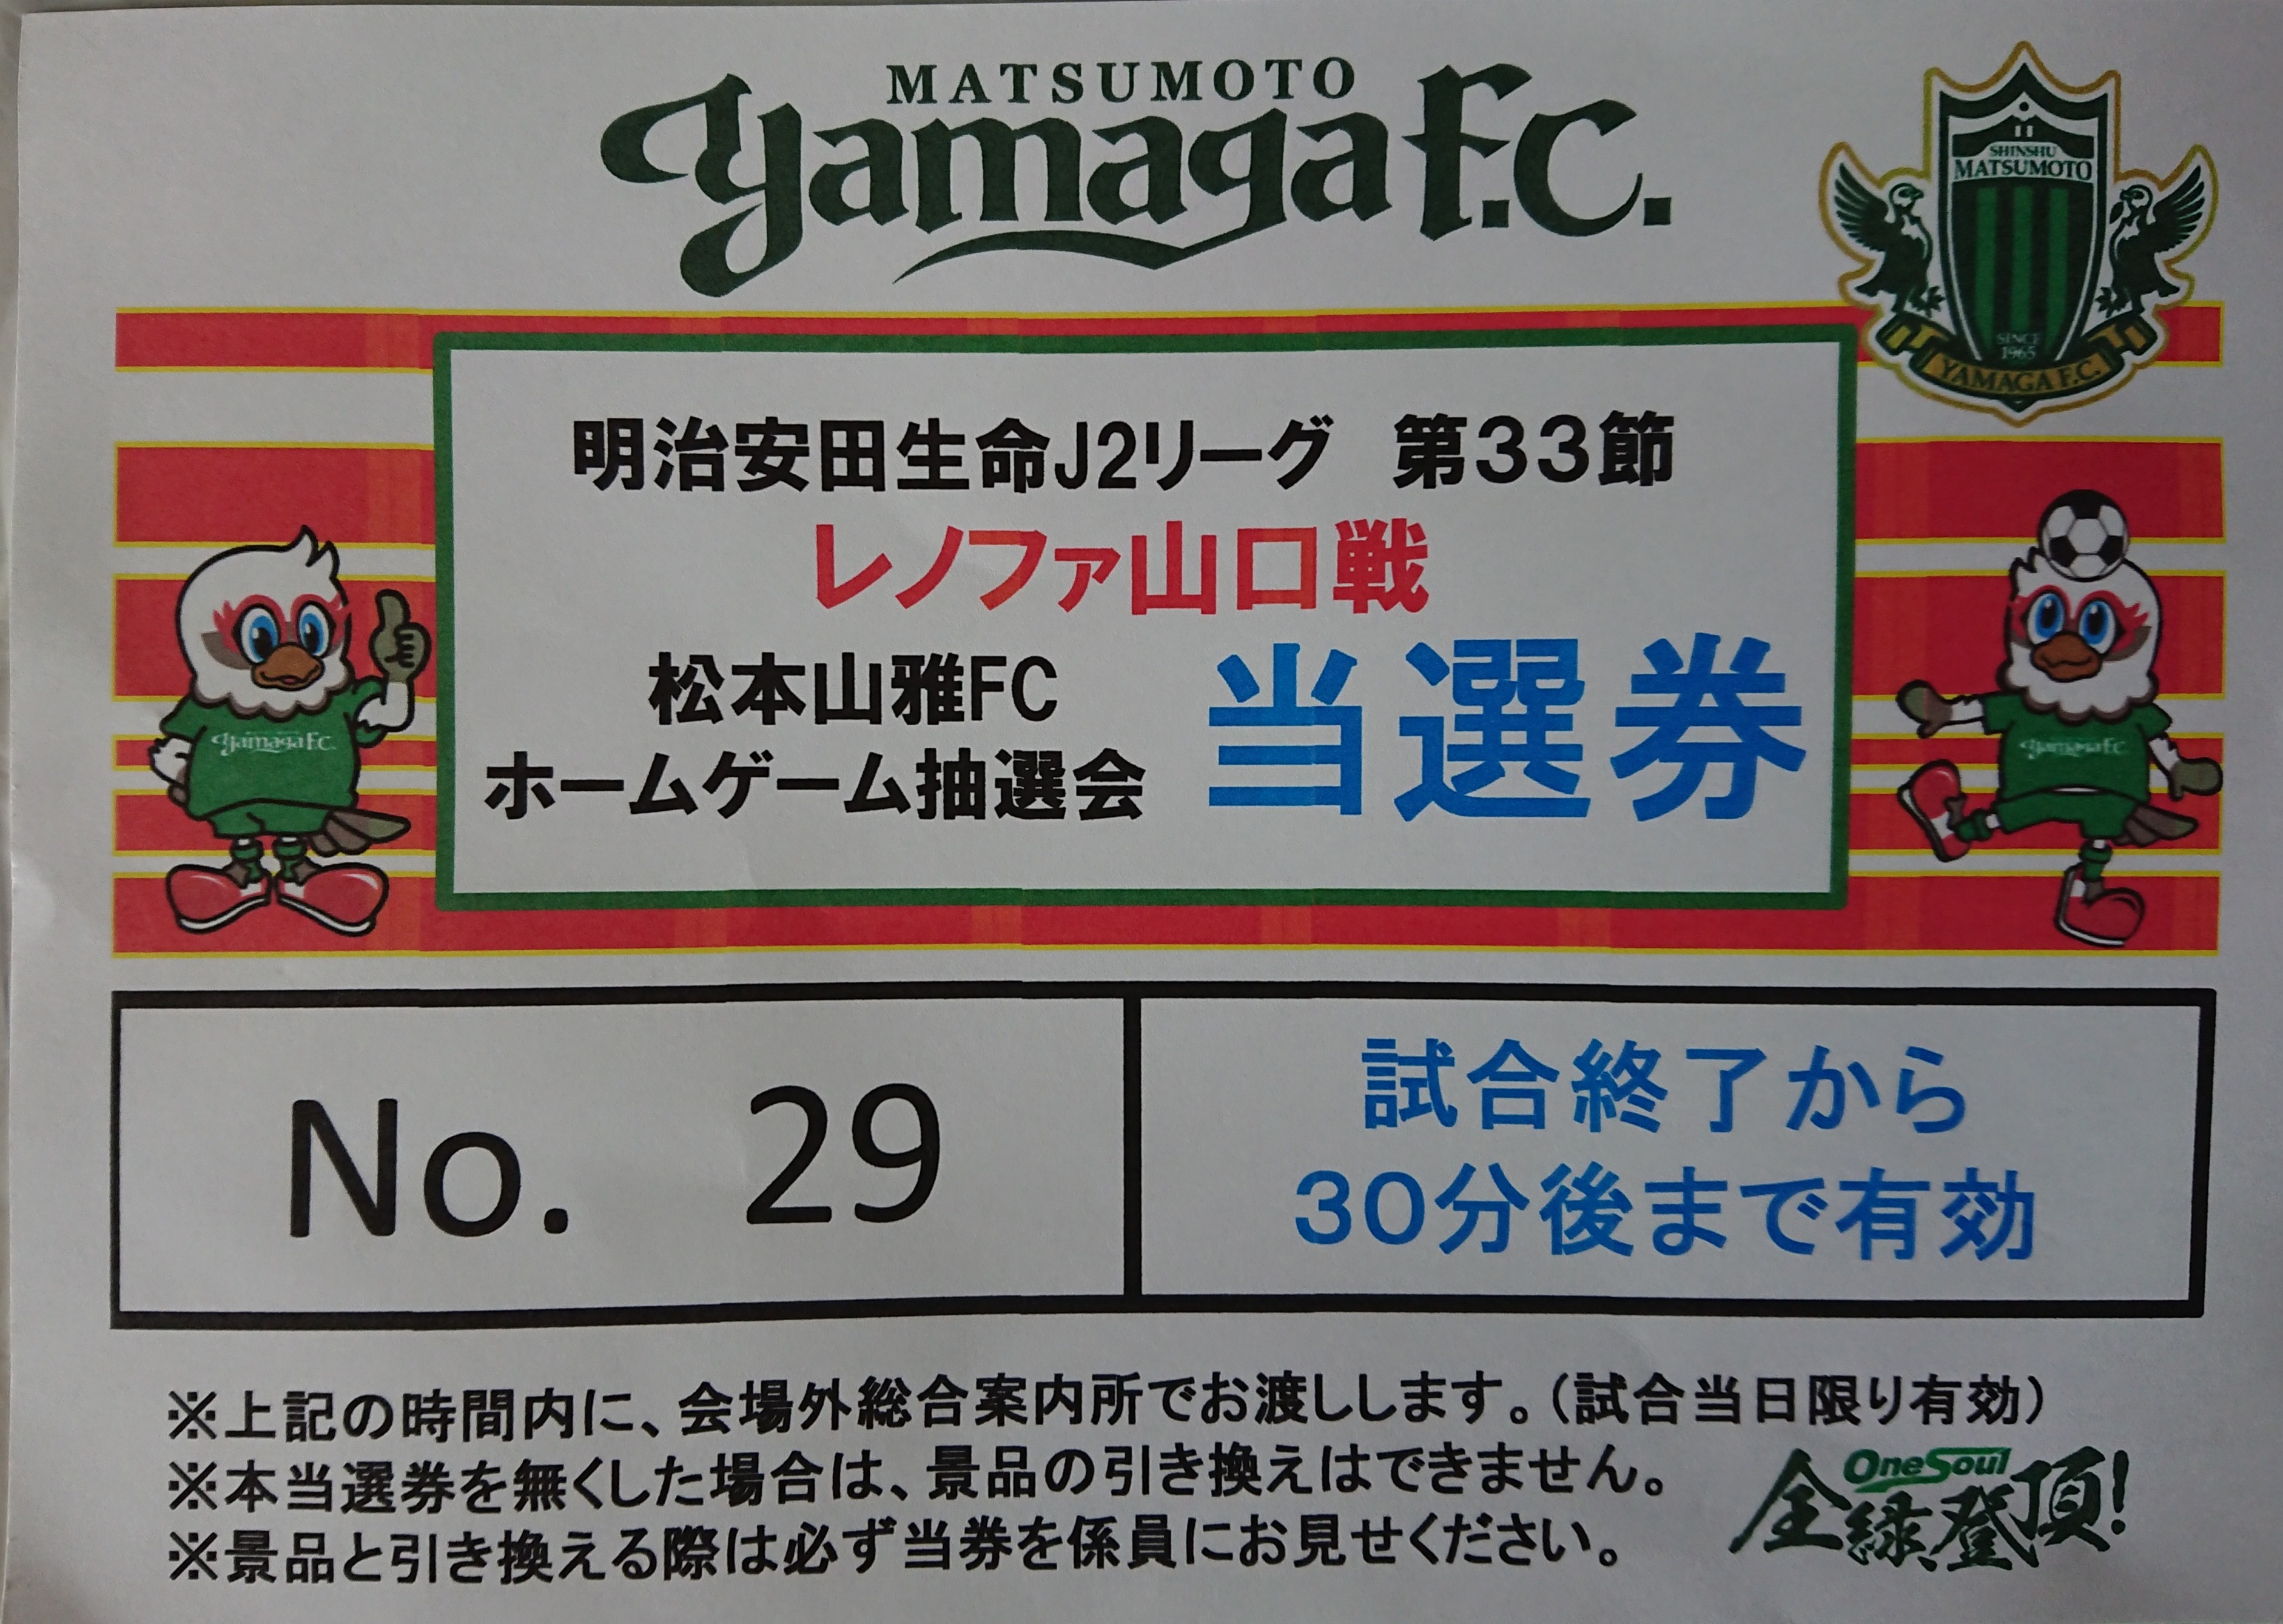 MATSUMOTO
Yamaga F.C.
SHINSHU
MATSUMOTO
SINCE
1965
YAMAGA F.C.
明治安田生命J2リーグ 第33節
レノファ山口戦
松本山雅FC
ホームゲーム抽選会
当選券
Yamaga F.C.
Yamaga F.C.
No. 29
試合終了から
30分後まで有効
※上記の時間内に、会場外総合案内所でお渡しします。(試合当日限り有効)
※本当選券を無くした場合は、景品の引き換えはできません。
※景品と引き換える際は必ず当券を係員にお見せください。
OneSoul
全緑登頂!